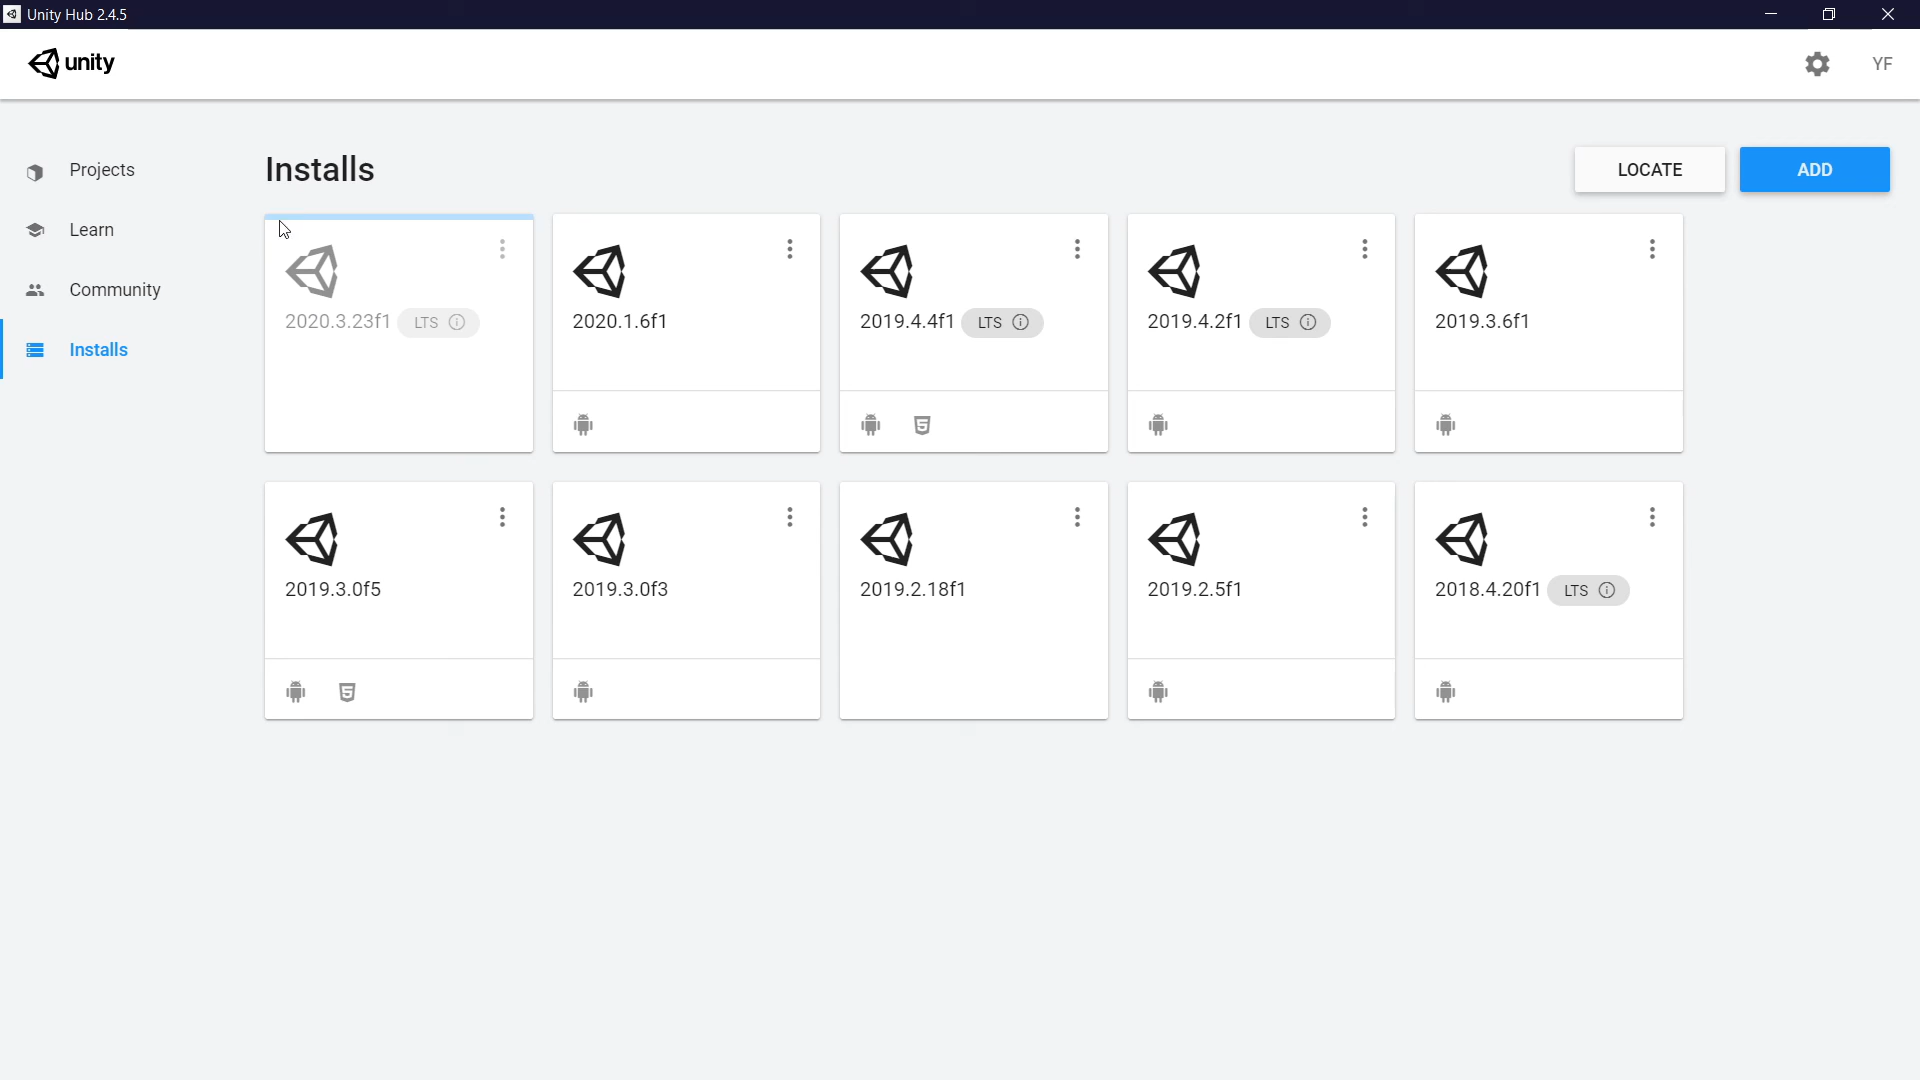 Unity Hub 2.4.5
unity
YF
Projects
Learn
Community
Installs
Installs
LOCATE
ADD
2020.3.23f1 LTS
2020.1.6f1
2019.4.4f1 LTS
2019.4.2f1 LTS
2019.3.6f1
2019.3.0f5
2019.3.0f3
2019.2.18f1
2019.2.5f1
2018.4.20f1 LTS